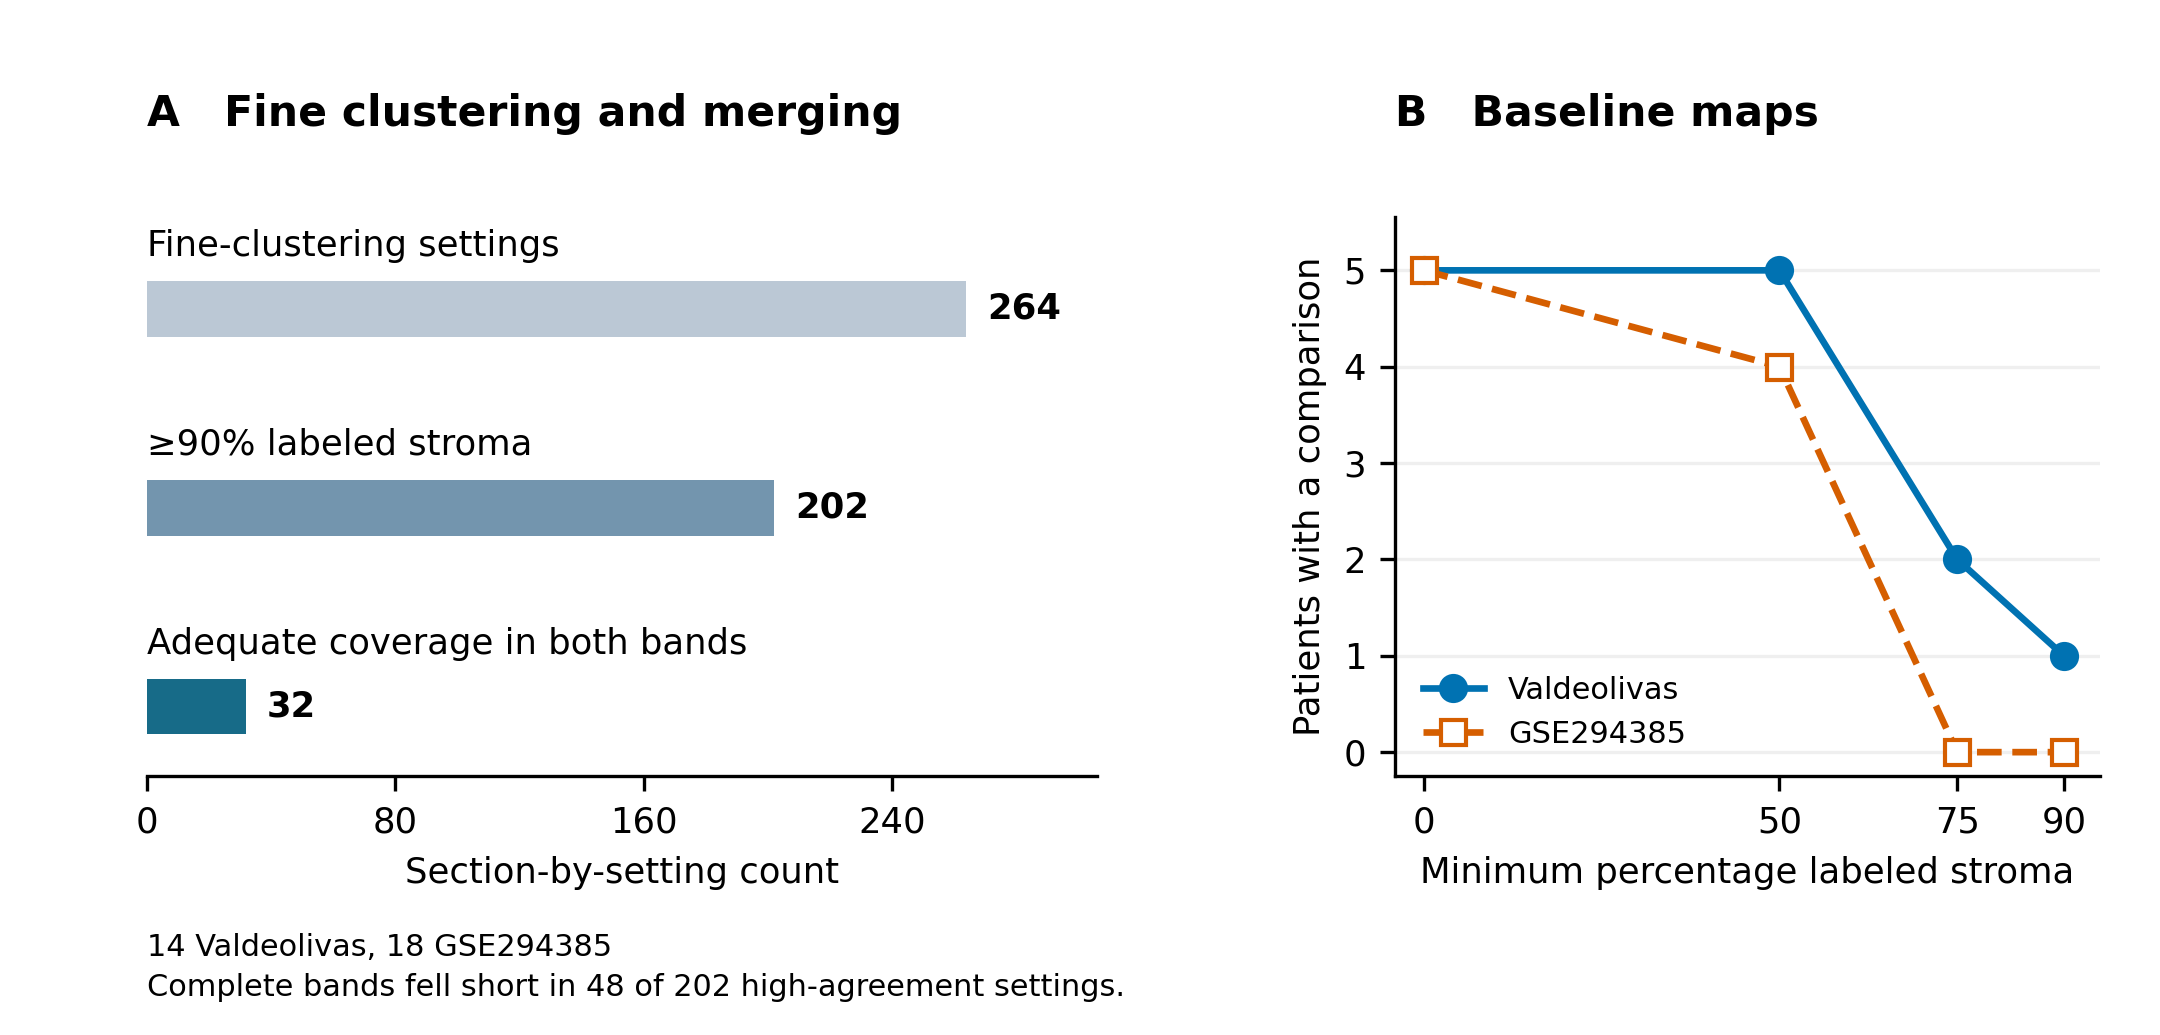 A Fine clustering and merging
Fine-clustering settings
264
≥90% labeled stroma
202
Adequate coverage in both bands
32
0 80 160 240
Section-by-setting count
14 Valdeolivas, 18 GSE294385
Complete bands fell short in 48 of 202 high-agreement settings.
B Baseline maps
Patients with a comparison
5
4
3
2
1
0
Valdeolivas
GSE294385
0 50 75 90
Minimum percentage labeled stroma